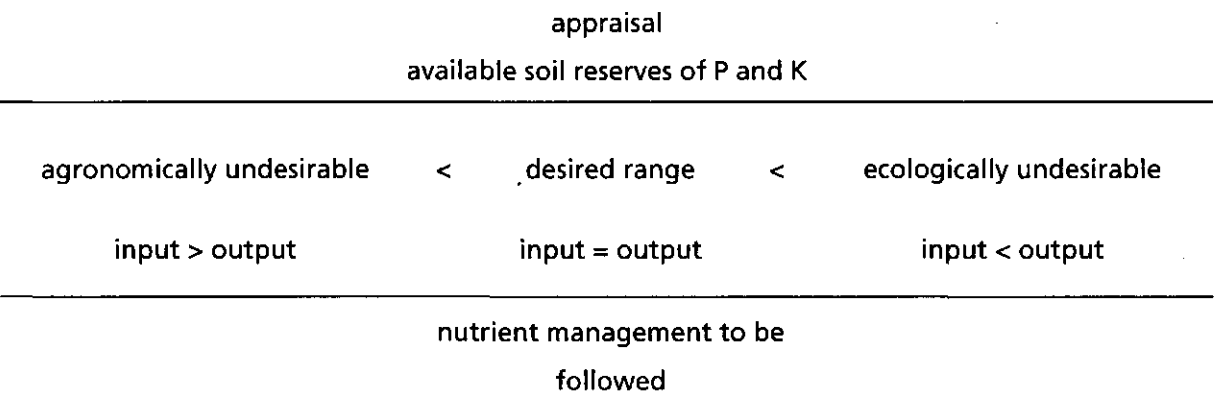 appraisal
available soil reserves of P and K
agronomically undesirable < desired range < ecologically undesirable
input > output input = output input < output
nutrient management to be
followed